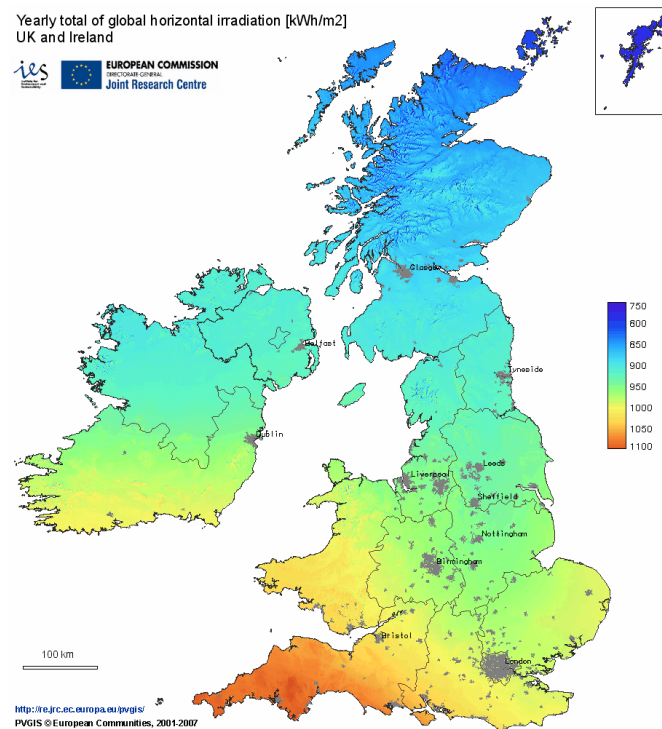 Yearly total of global horizontal irradiation [kWh/m2]
UK and Ireland
ies
EUROPEAN COMMISSION
DIRECTORATE-GENERAL
Joint Research Centre
Glasgow
Belfast
Tyneside
Dublin
Leeds
Liverpool
Sheffield
Nottingham
Birmingham
Bristol
London
750
800
850
900
950
1000
1050
1100
100 km
http://re.jrc.ec.europa.eu/pvgis/
PVGIS © European Communities, 2001-2007